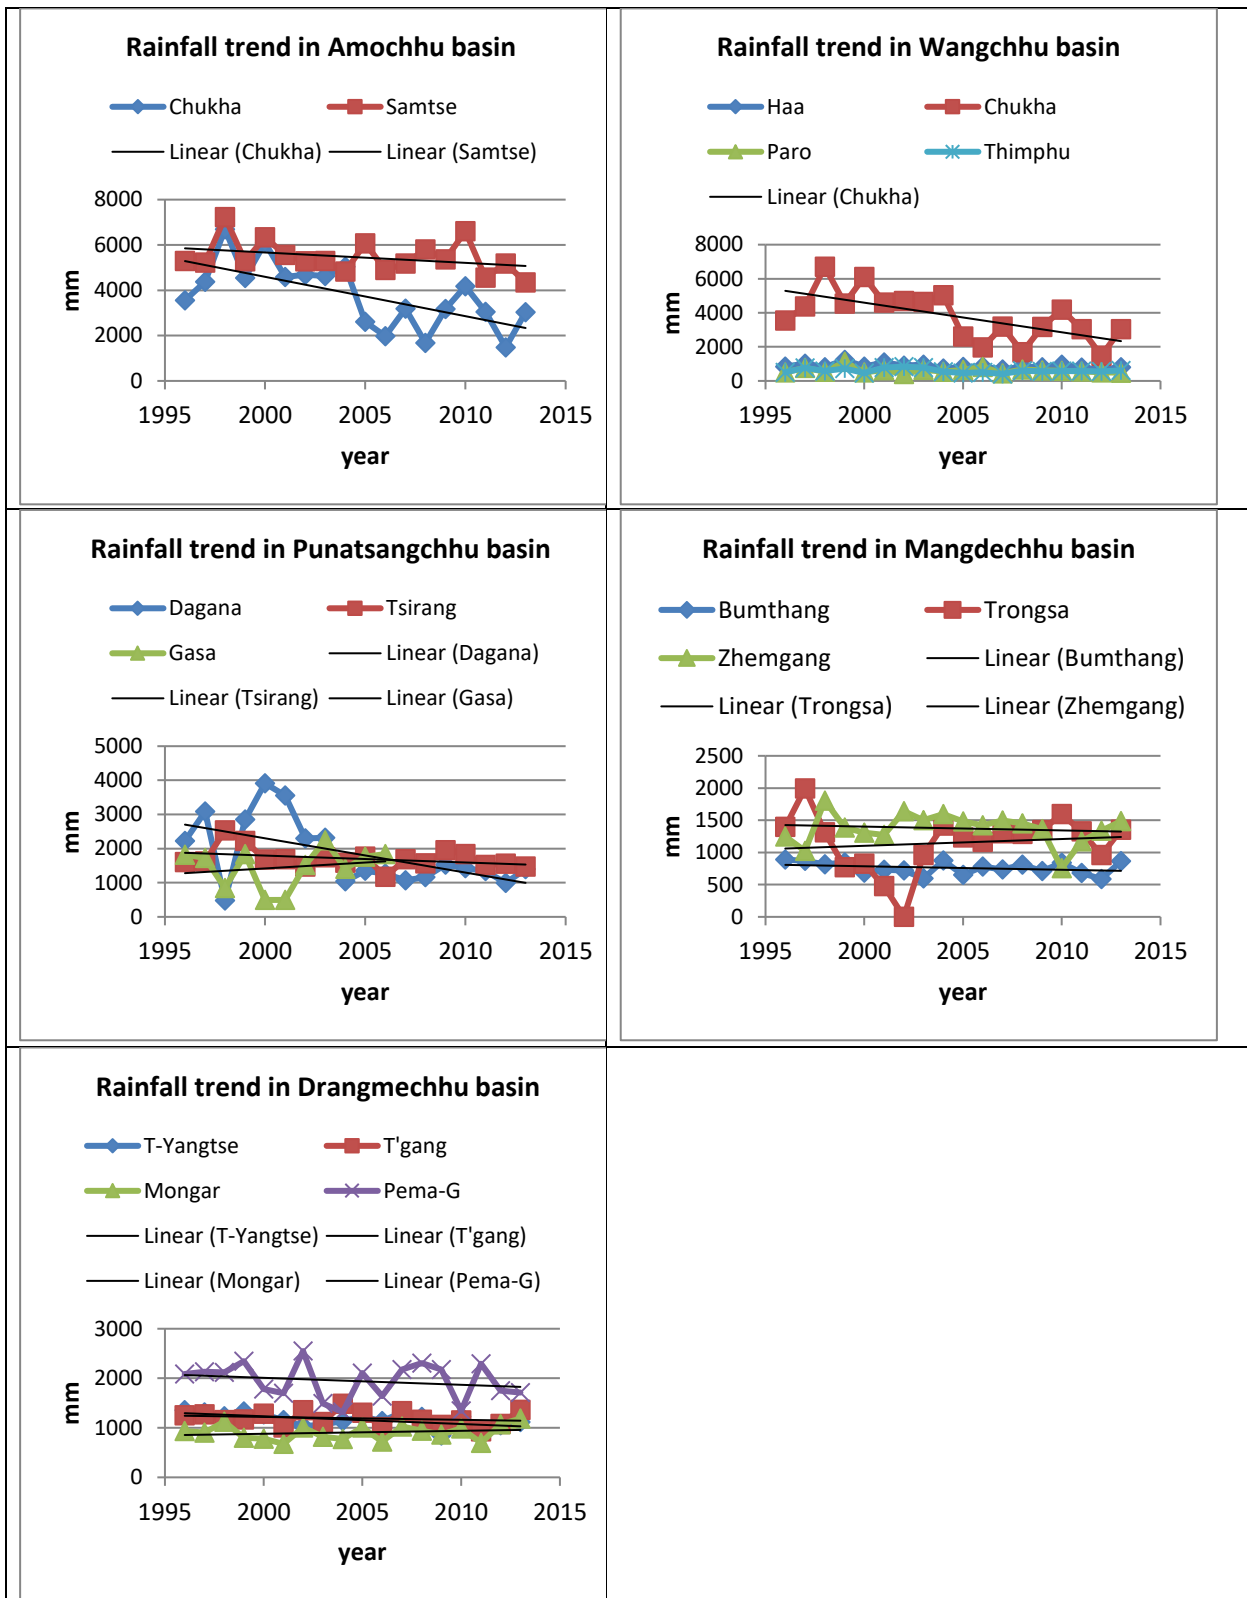 Rainfall trend in Amochhu basin
Chukha Samtse
Linear (Chukha) Linear (Samtse)
8000
6000
4000
2000
0
mm
1995 2000 2005 2010 2015
year
Rainfall trend in Wangchhu basin
Haa Chukha
Paro Thimphu
Linear (Chukha)
8000
6000
4000
2000
0
mm
1995 2000 2005 2010 2015
year
Rainfall trend in Punatsangchhu basin
Dagana Tsirang
Gasa Linear (Dagana)
Linear (Tsirang) Linear (Gasa)
5000
4000
3000
2000
1000
0
mm
1995 2000 2005 2010 2015
year
Rainfall trend in Mangdechhu basin
Bumthang Trongsa
Zhemgang Linear (Bumthang)
Linear (Trongsa) Linear (Zhemgang)
2500
2000
1500
1000
500
0
mm
1995 2000 2005 2010 2015
year
Rainfall trend in Drangmechhu basin
T-Yangtse T'gang
Mongar Pema-G
Linear (T-Yangtse) Linear (T'gang)
Linear (Mongar) Linear (Pema-G)
3000
2000
1000
0
mm
1995 2000 2005 2010 2015
year